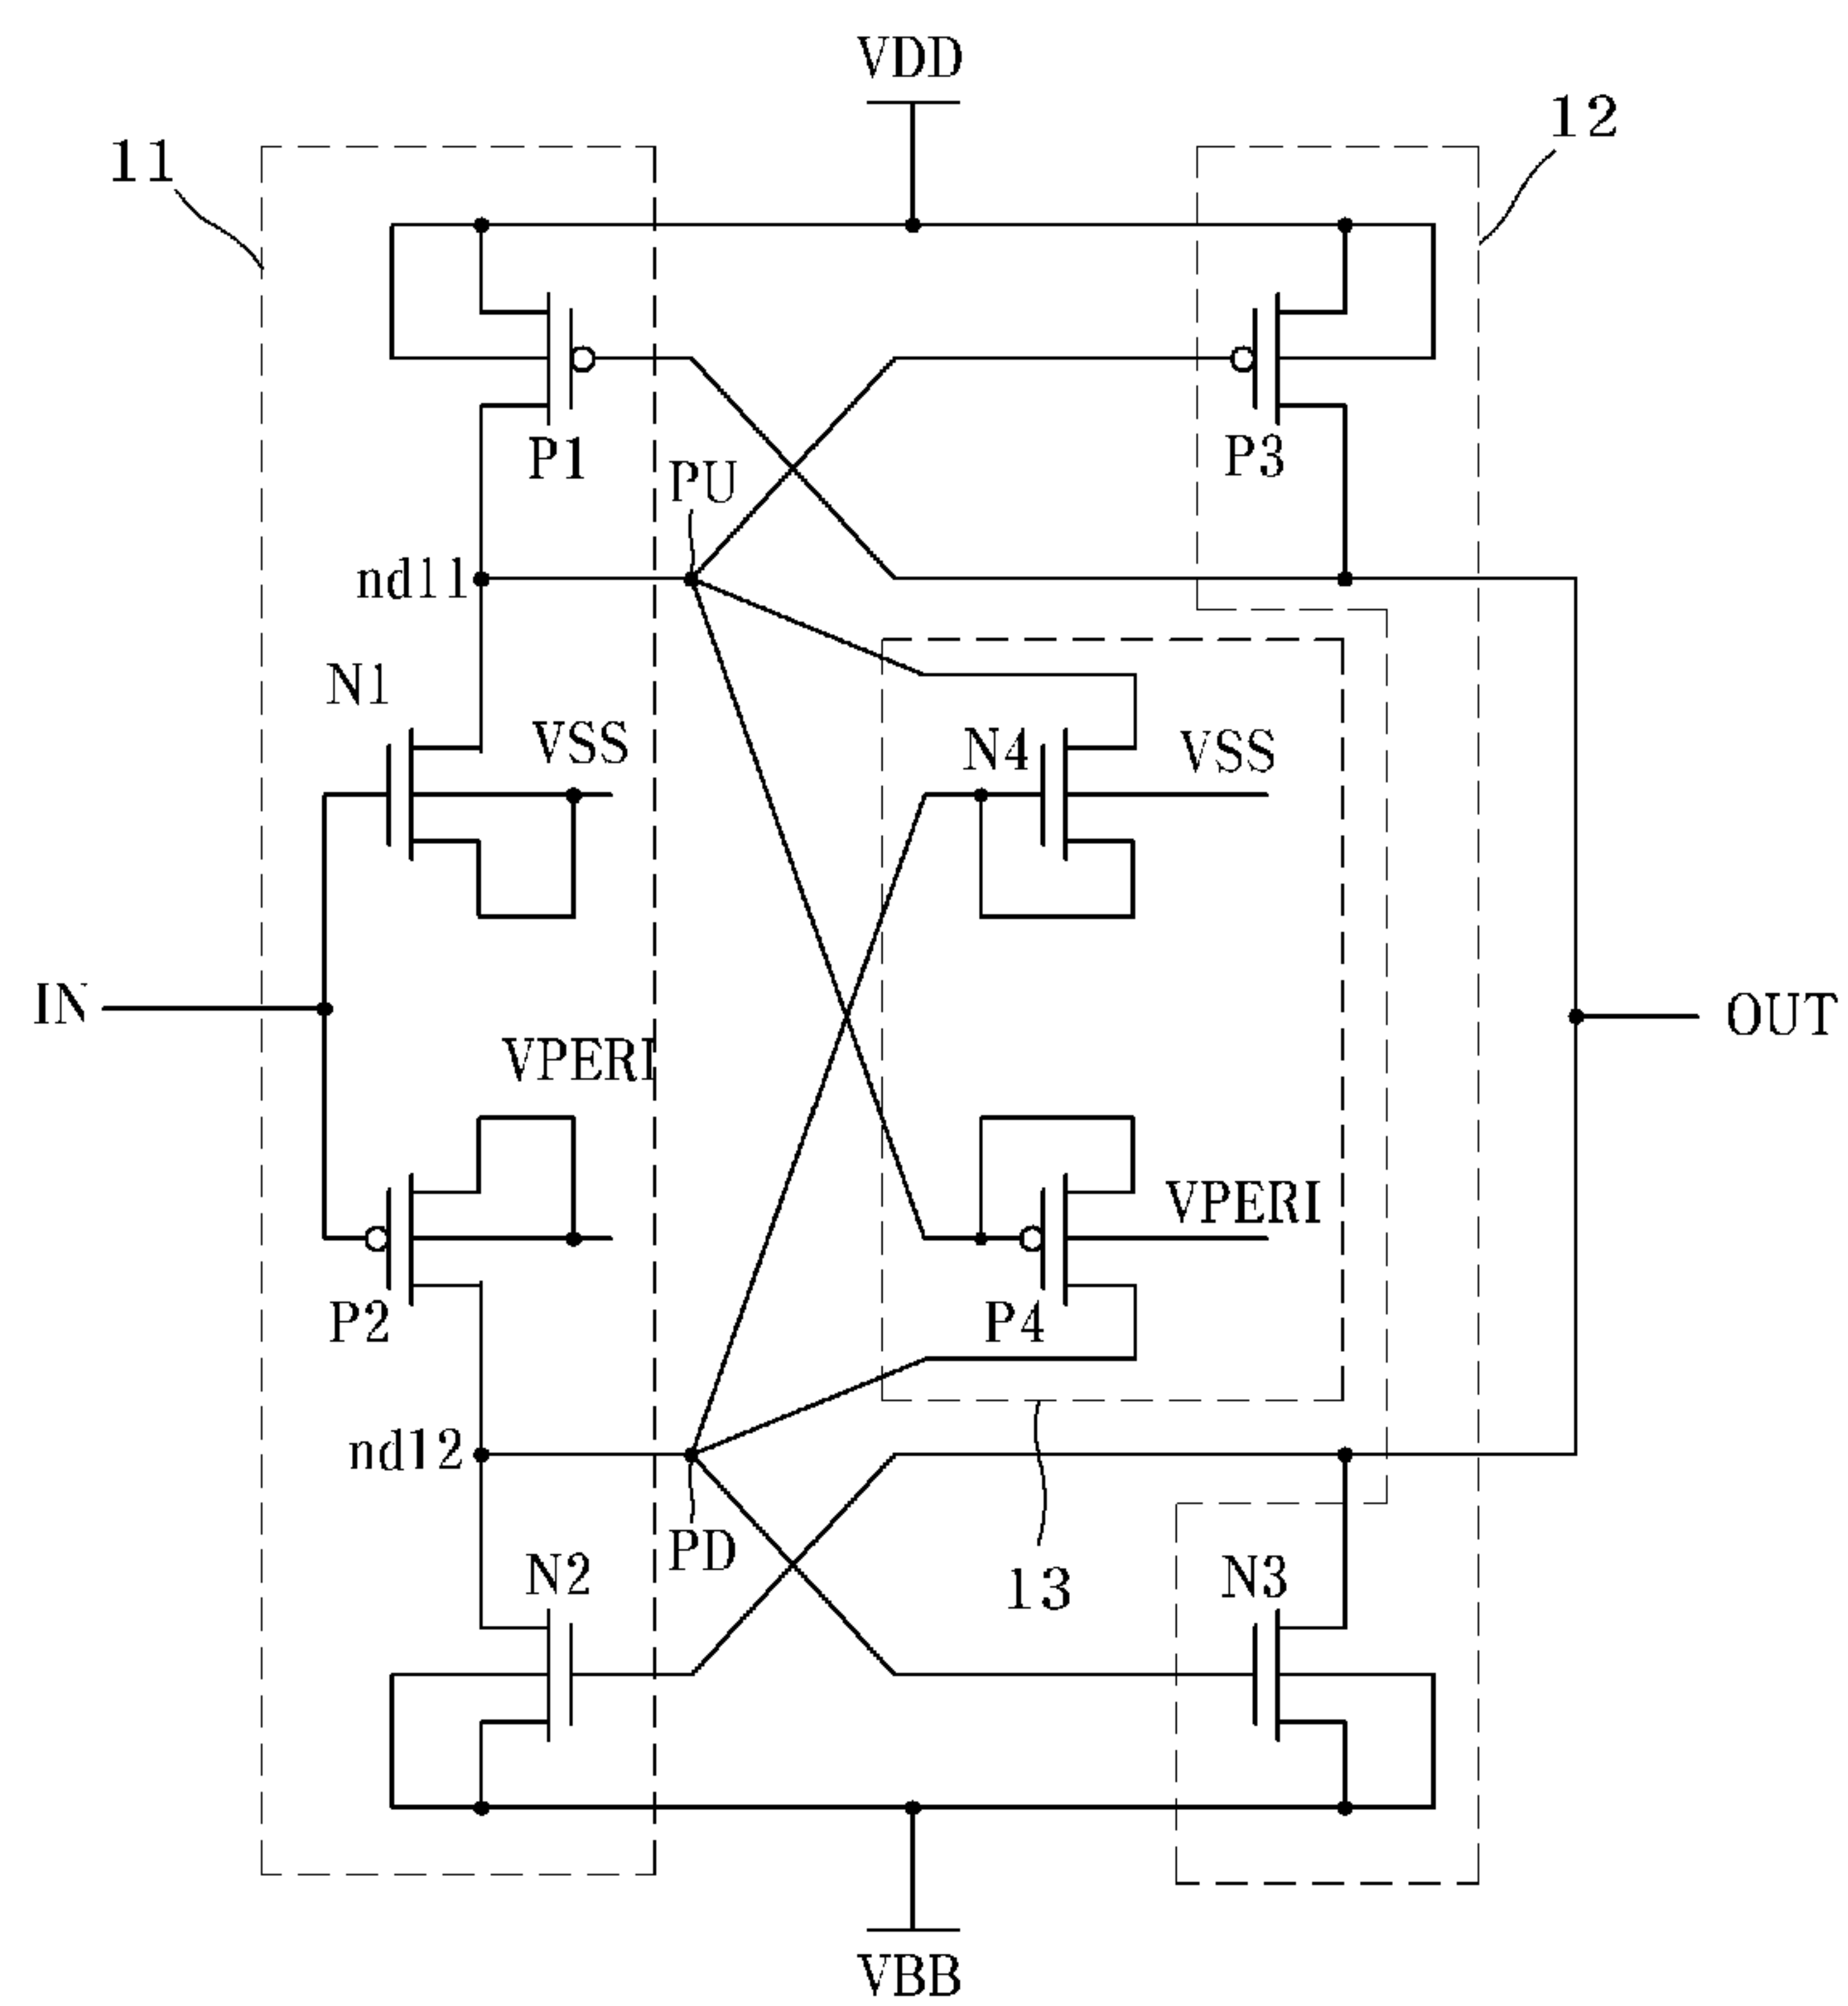 VDD
11
12
P1
P3
PU
nd11
N1
VSS
N4
VSS
IN
OUT
VPERI
VPERI
P2
P4
nd12
PD
N2
13
N3
VBB